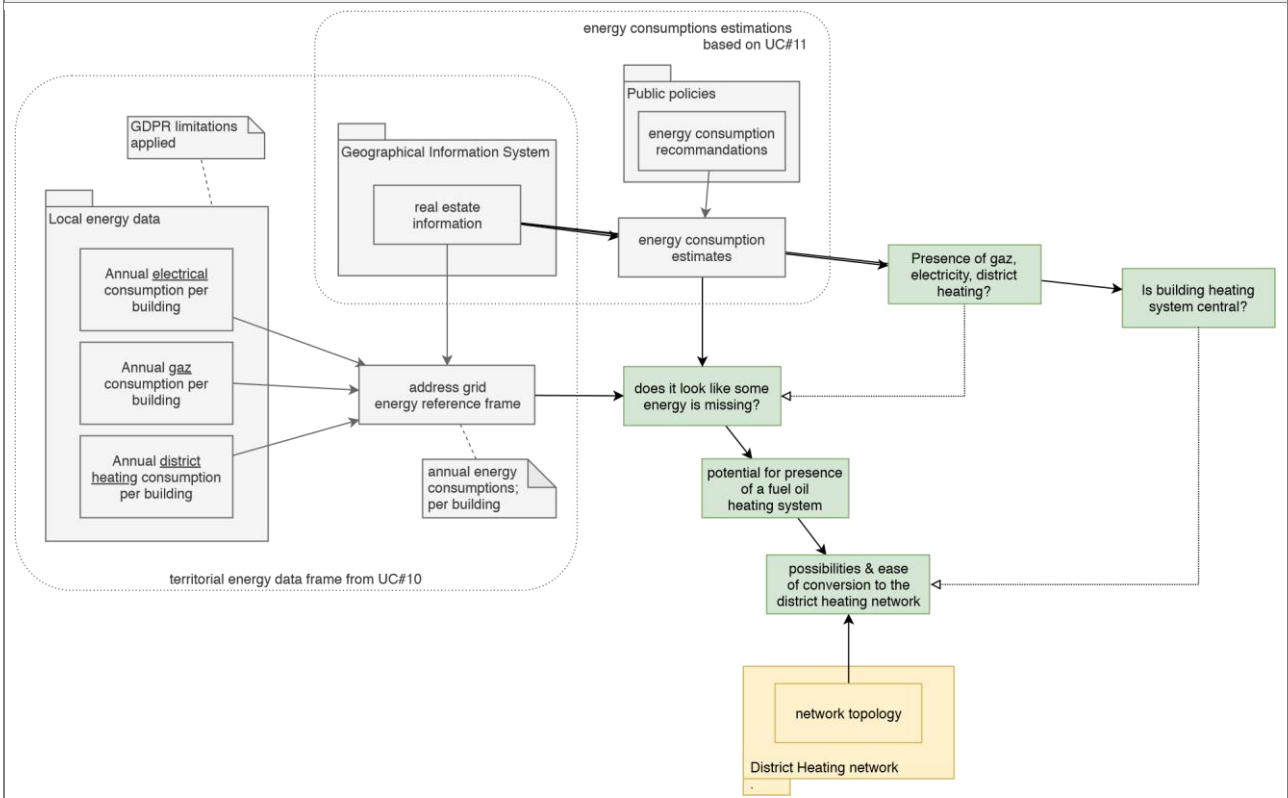 energy consumptions estimations
based on UC#11
Public policies
energy consumption
recommandations
GDPR limitations
applied
Geographical Information System
real estate
information
Local energy data
energy consumption
estimates
Annual electrical
consumption per
building
Presence of gaz,
electricity, district
heating?
Is building heating
system central?
Annual gaz
consumption per
building
address grid
energy reference frame
does it look like some
energy is missing?
Annual district
heating consumption
per building
annual energy
consumptions;
per building
potential for presence
of a fuel oil
heating system
territorial energy data frame from UC#10
possibilities & ease
of conversion to the
district heating network
network topology
District Heating network
.